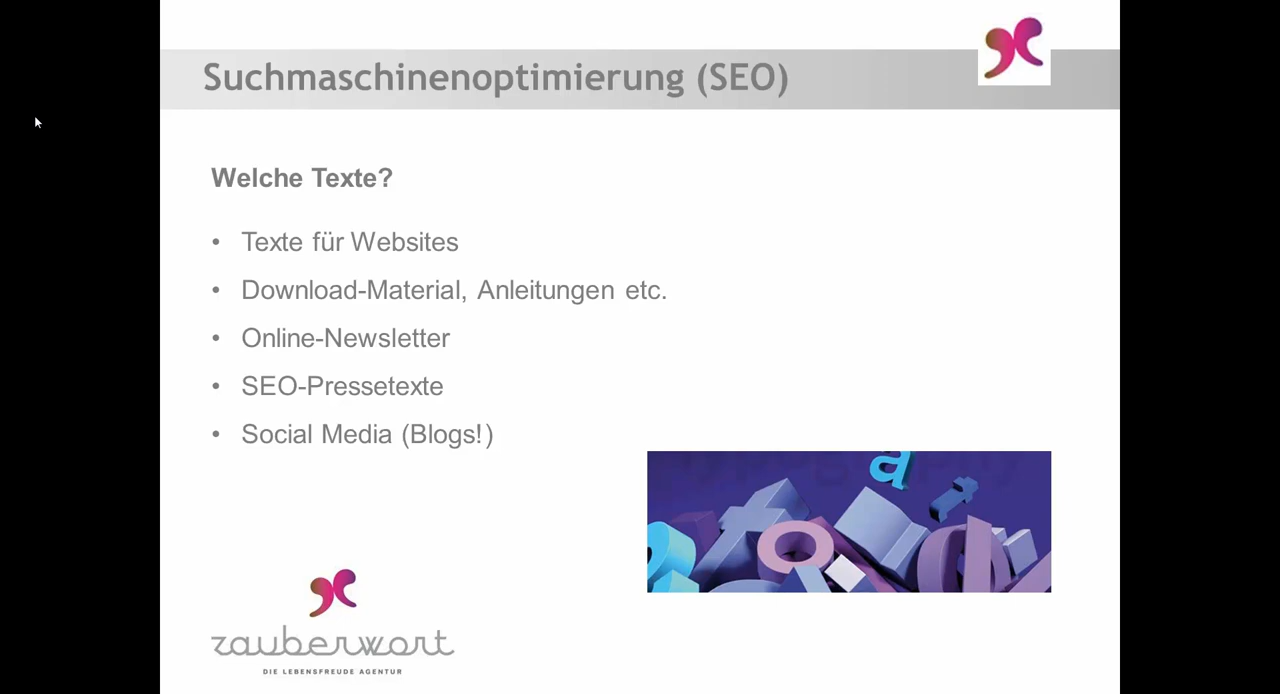 Suchmaschinenoptimierung (SEO)
Welche Texte?
• Texte für Websites
• Download-Material, Anleitungen etc.
• Online-Newsletter
• SEO-Pressetexte
• Social Media (Blogs!)
zauberwort
DIE LEBENSFREUDE AGENTUR